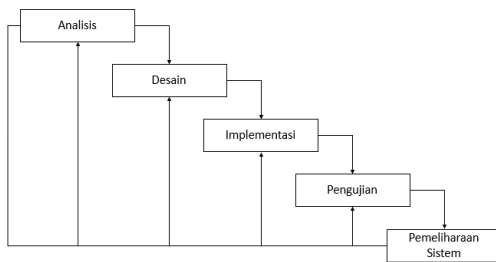 Analisis
Desain
Implementasi
Pengujian
Pemeliharaan
Sistem